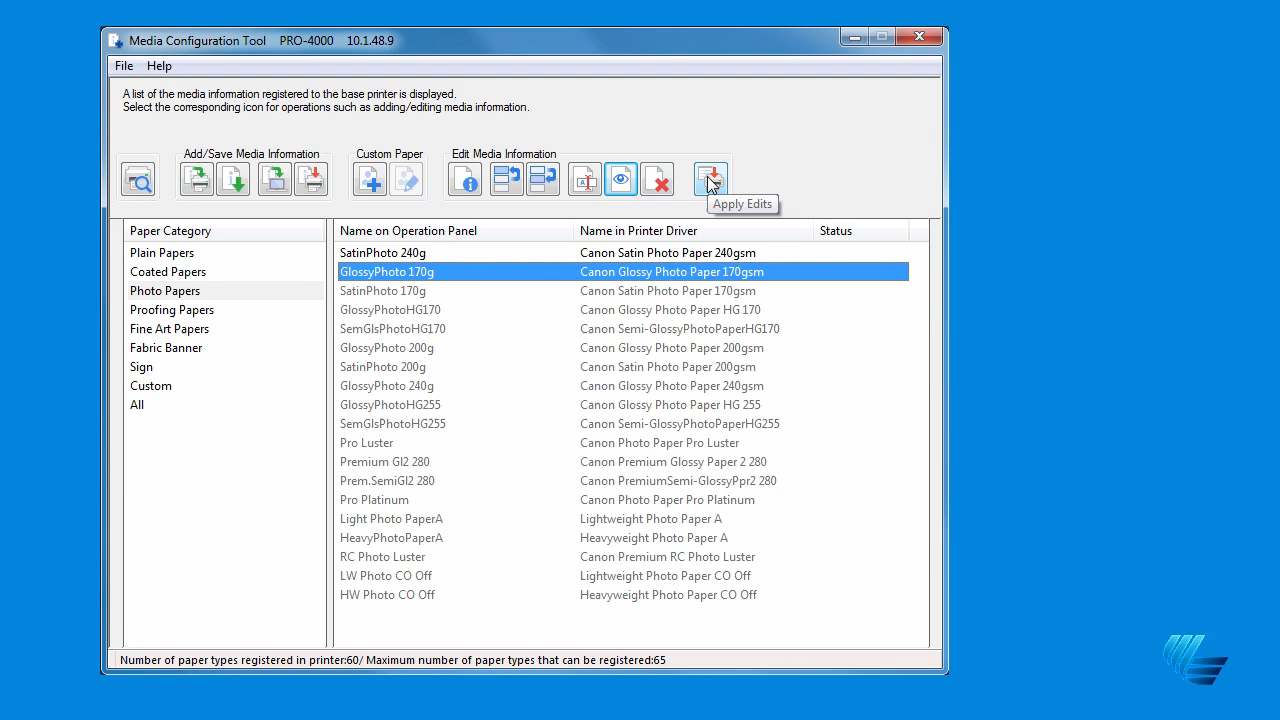 Media Configuration Tool PRO-4000 10.1.48.9
File Help
A list of the media information registered to the base printer is displayed.
Select the corresponding icon for operations such as adding/editing media information.
Add/Save Media Information Custom Paper Edit Media Information
Apply Edits
Paper Category Name on Operation Panel Name in Printer Driver Status
Plain Papers SatinPhoto 240g Canon Satin Photo Paper 240gsm
Coated Papers GlossyPhoto 170g Canon Glossy Photo Paper 170gsm
Photo Papers SatinPhoto 170g Canon Satin Photo Paper 170gsm
Proofing Papers GlossyPhotoHG170 Canon Glossy Photo Paper HG 170
Fine Art Papers SemGlsPhotoHG170 Canon Semi-GlossyPhotoPaperHG170
Fabric Banner GlossyPhoto 200g Canon Glossy Photo Paper 200gsm
Sign SatinPhoto 200g Canon Satin Photo Paper 200gsm
Custom GlossyPhoto 240g Canon Glossy Photo Paper 240gsm
All GlossyPhotoHG255 Canon Glossy Photo Paper HG 255
SemGlsPhotoHG255 Canon Semi-GlossyPhotoPaperHG255
Pro Luster Canon Photo Paper Pro Luster
Premium Gl2 280 Canon Premium Glossy Paper 2 280
Prem.SemiGl2 280 Canon PremiumSemi-GlossyPpr2 280
Pro Platinum Canon Photo Paper Pro Platinum
Light Photo PaperA Lightweight Photo Paper A
HeavyPhotoPaperA Heavyweight Photo Paper A
RC Photo Luster Canon Premium RC Photo Luster
LW Photo CO Off Lightweight Photo Paper CO Off
HW Photo CO Off Heavyweight Photo Paper CO Off
Number of paper types registered in printer:60/ Maximum number of paper types that can be registered:65